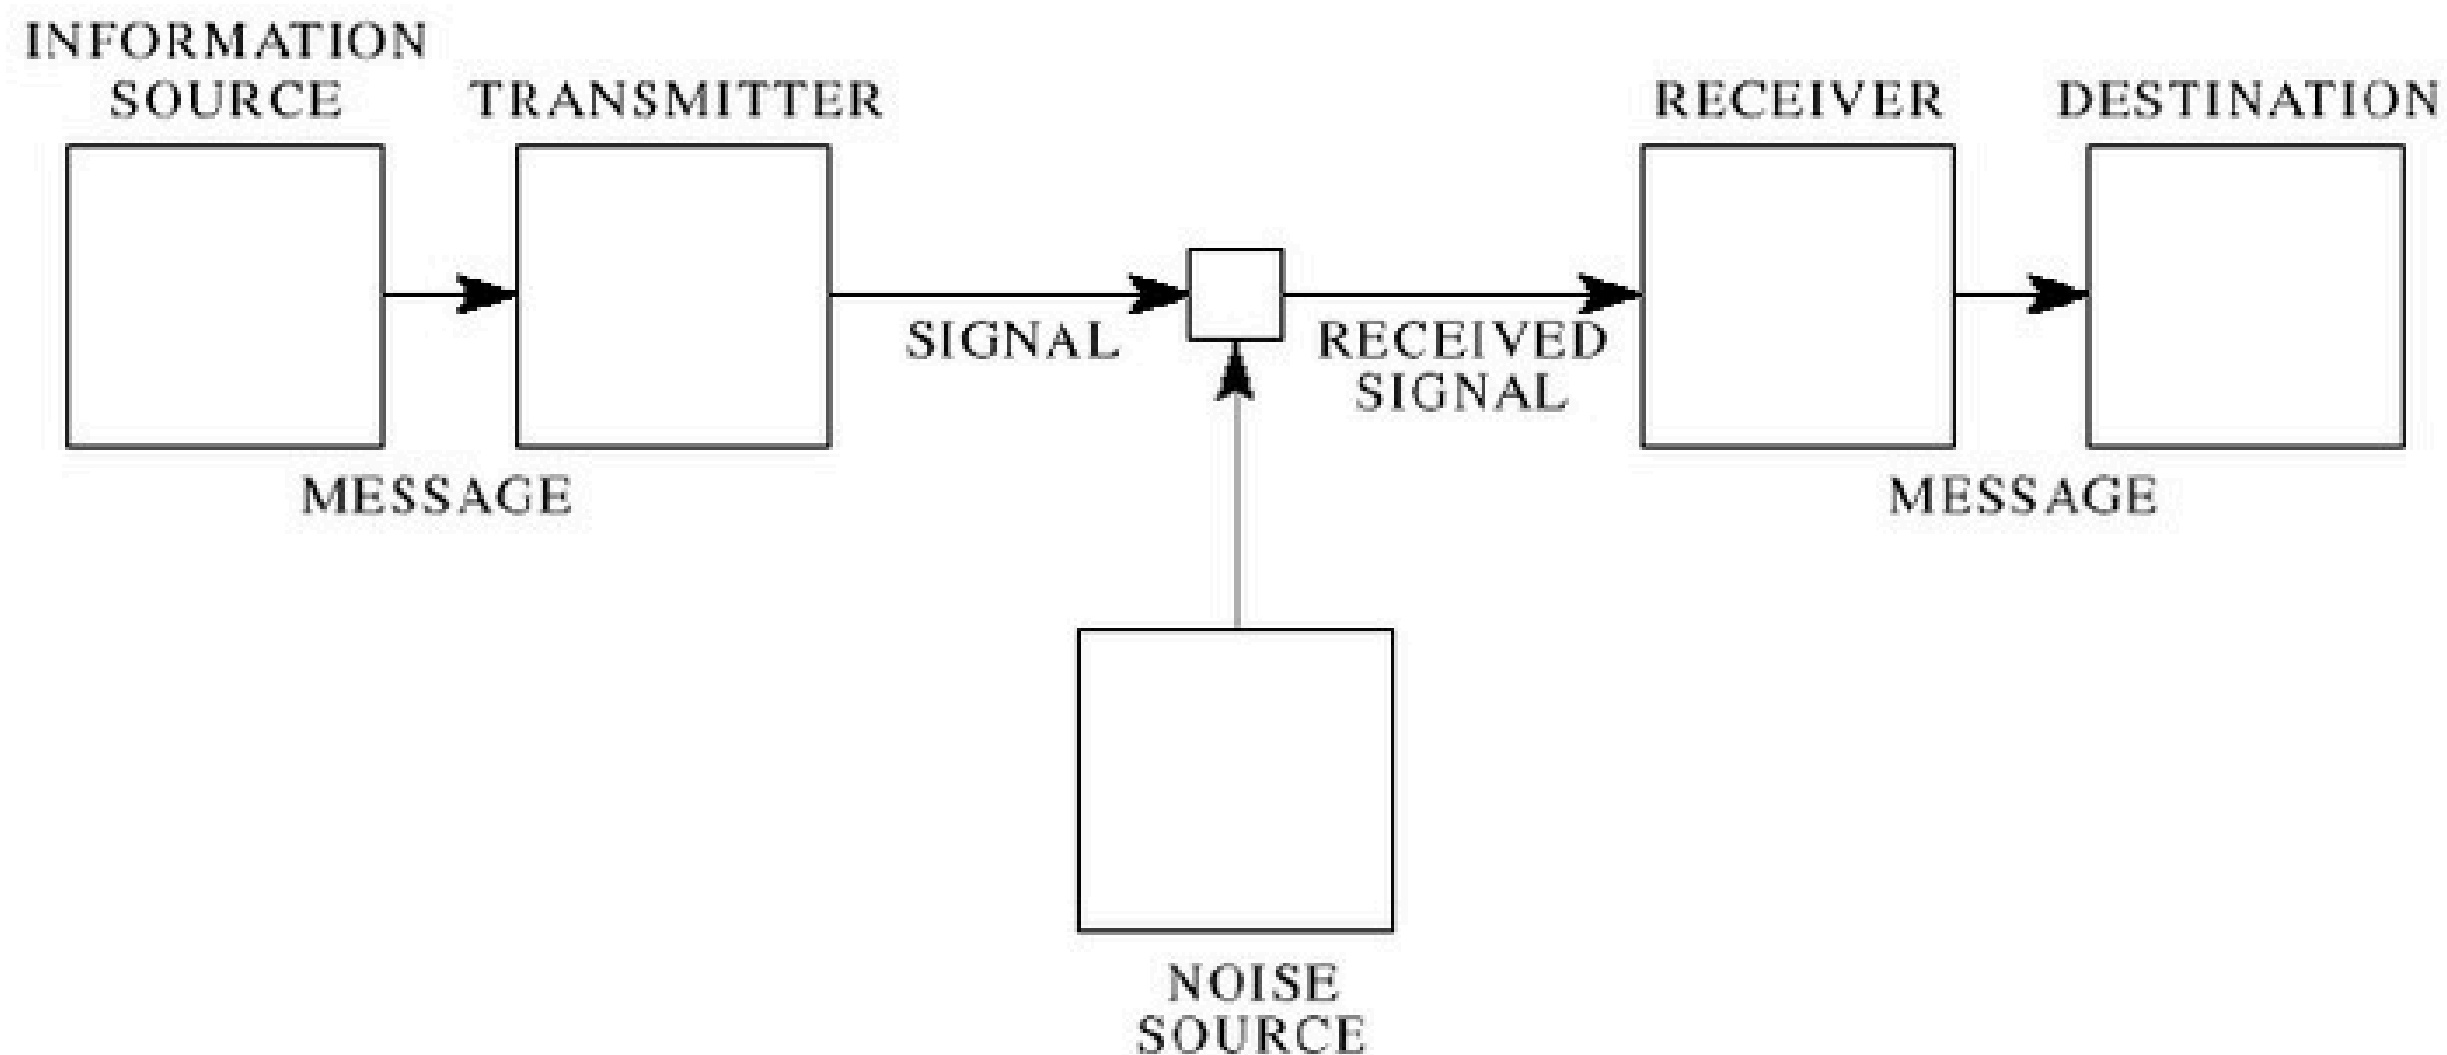 INFORMATION
SOURCE
TRANSMITTER
RECEIVER
DESTINATION
SIGNAL
RECEIVED
SIGNAL
MESSAGE
MESSAGE
NOISE
SOURCE